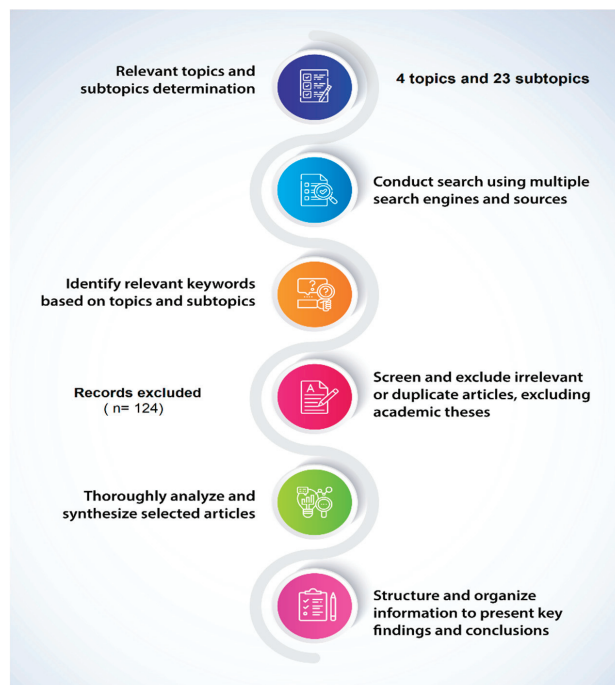 Relevant topics and
subtopics determination
4 topics and 23 subtopics
Conduct search using multiple
search engines and sources
Identify relevant keywords
based on topics and subtopics
Records excluded
( n= 124)
Screen and exclude irrelevant
or duplicate articles, excluding
academic theses
Thoroughly analyze and
synthesize selected articles
Structure and organize
information to present key
findings and conclusions